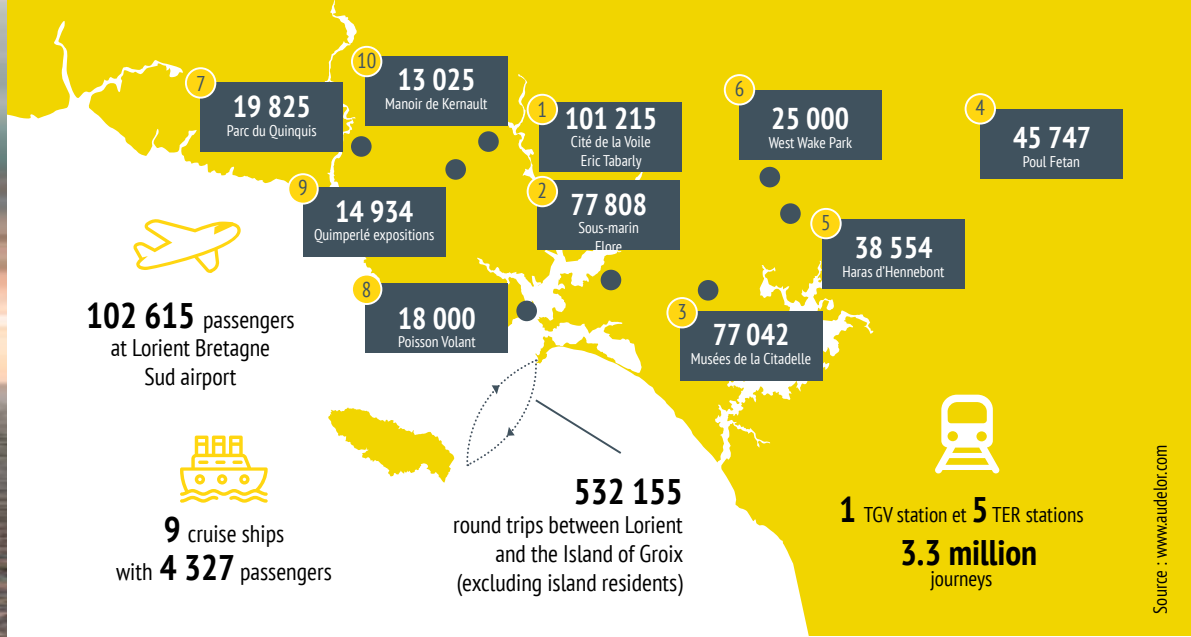 7
19 825
Parc du Quinquis
10
13 025
Manoir de Kernault
1
101 215
Cité de la Voile
Eric Tabarly
6
25 000
West Wake Park
4
45 747
Poul Fetan
9
14 934
Quimperlé expositions
2
77 808
Sous-marin
Flore
5
38 554
Haras d'Hennebont
8
18 000
Poisson Volant
3
77 042
Musées de la Citadelle
102 615 passengers
at Lorient Bretagne
Sud airport
9 cruise ships
with 4 327 passengers
532 155
round trips between Lorient
and the Island of Groix
(excluding island residents)
1 TGV station et 5 TER stations
3.3 million
journeys
Source : www.audelor.com